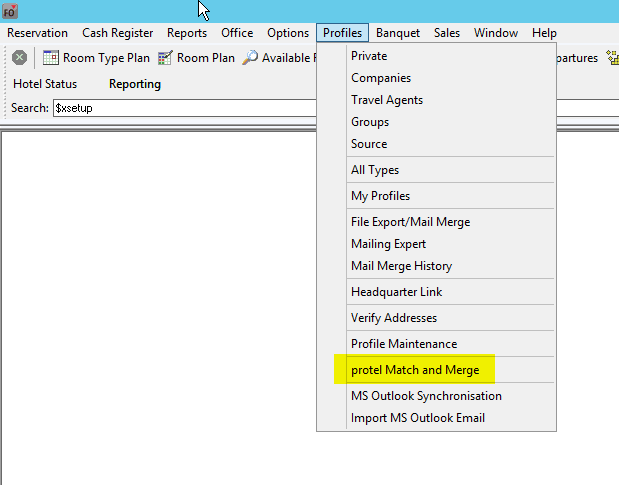 FO
Reservation Cash Register Reports Office Options Profiles Banquet Sales Window Help
Room Type Plan Room Plan Available partures
Hotel Status Reporting
Search: $xsetup
Private
Companies
Travel Agents
Groups
Source
All Types
My Profiles
File Export/Mail Merge
Mailing Expert
Mail Merge History
Headquarter Link
Verify Addresses
Profile Maintenance
protel Match and Merge
MS Outlook Synchronisation
Import MS Outlook Email